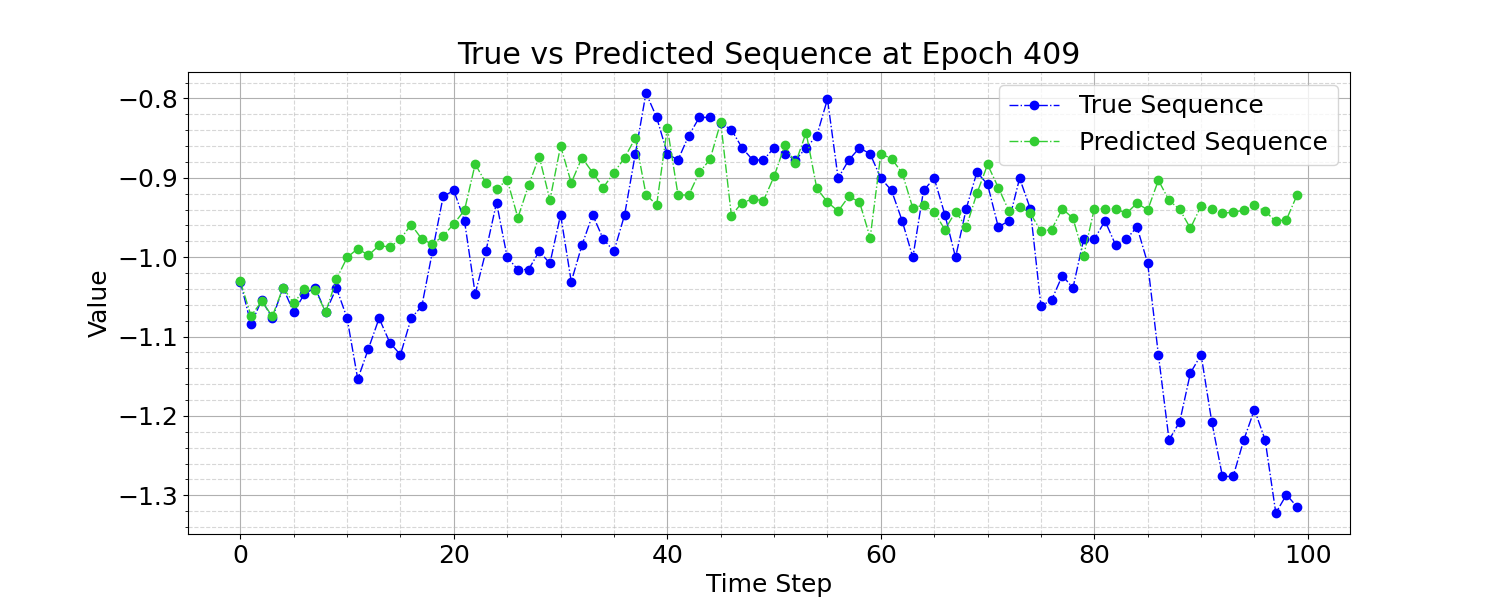 True vs Predicted Sequence at Epoch 409
True Sequence
Predicted Sequence
Value
−0.8
−0.9
−1.0
−1.1
−1.2
−1.3
0 20 40 60 80 100
Time Step